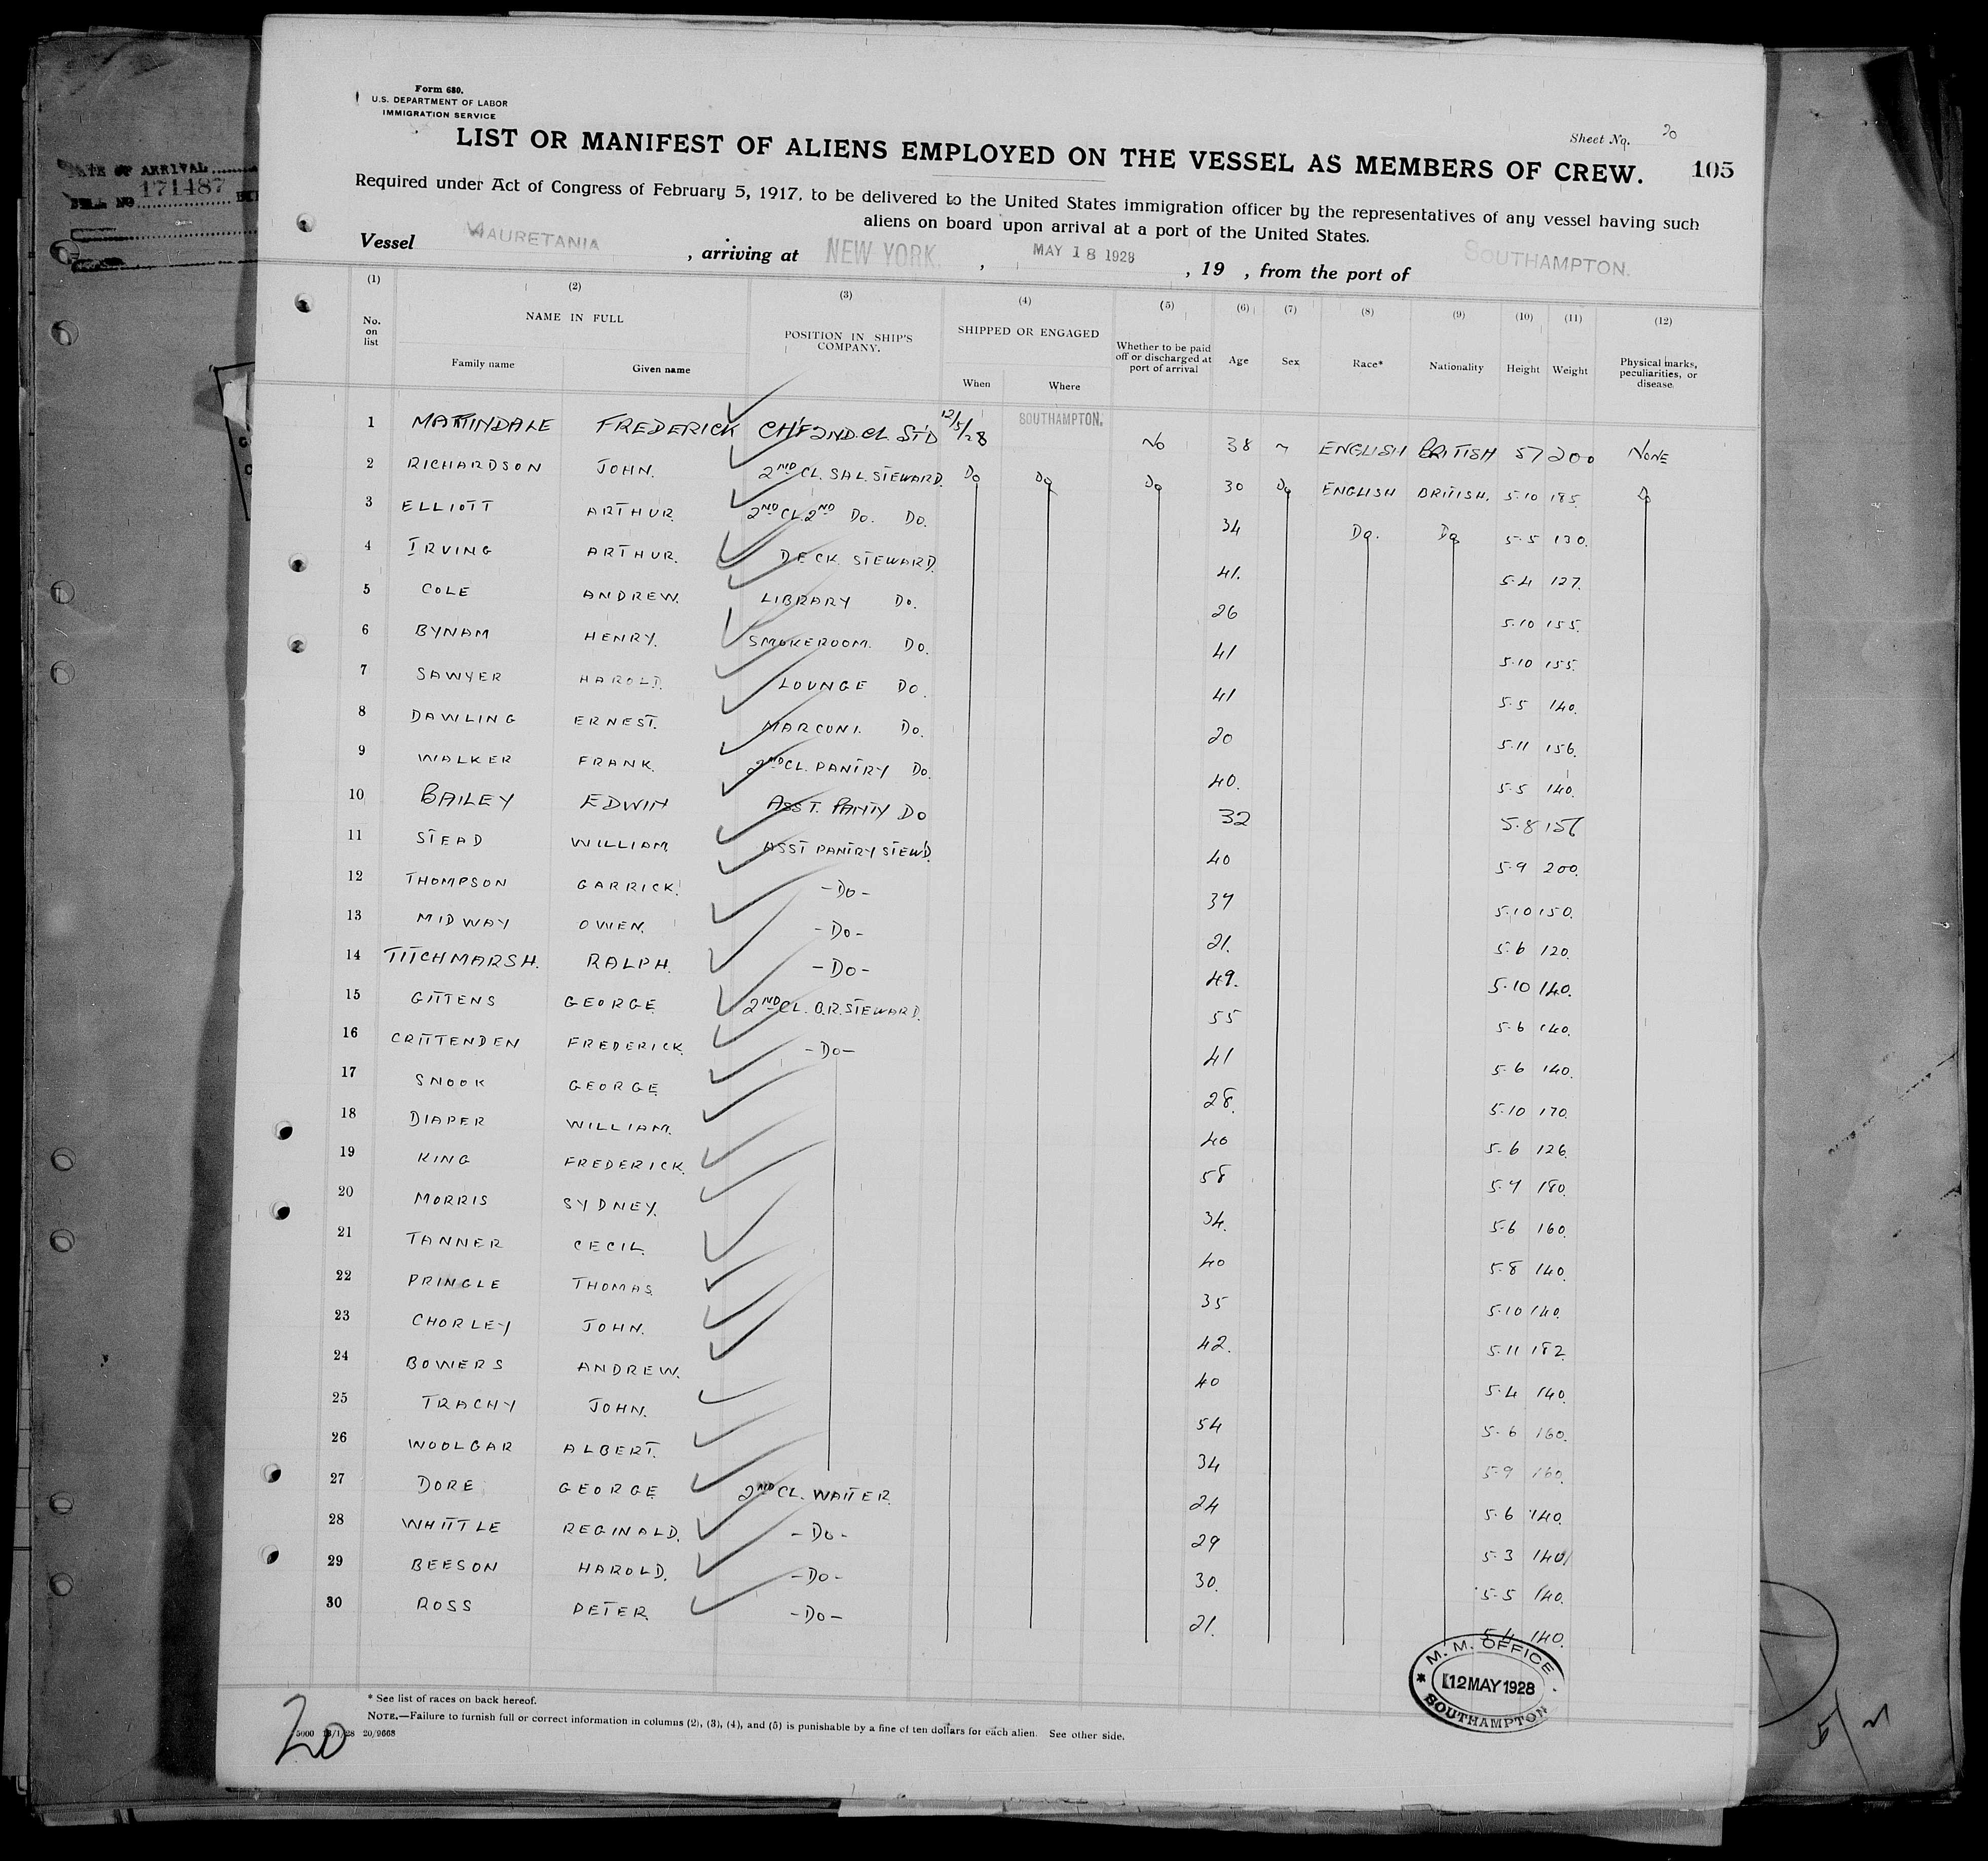 Form 680.
U.S. DEPARTMENT OF LABOR
IMMIGRATION SERVICE
Sheet No. 20
LIST OR MANIFEST OF ALIENS EMPLOYED ON THE VESSEL AS MEMBERS OF CREW. 105
Required under Act of Congress of February 5, 1917, to be delivered to the United States immigration officer by the representatives of any vessel having such
aliens on board upon arrival at a port of the United States.
Vessel MAURETANIA , arriving at NEW YORK. , MAY 18 1928 , 19 , from the port of SOUTHAMPTON.
DATE OF ARRIVAL
171487
(1) (2) (3) (4) (5) (6) (7) (8) (9) (10) (11) (12)
No. on list NAME IN FULL Family name Given name POSITION IN SHIP'S COMPANY. SHIPPED OR ENGAGED When Where Whether to be paid off or discharged at port of arrival Age Sex Race* Nationality Height Weight Physical marks, peculiarities, or disease.
1 MARTINDALE FREDERICK CH'F 2ND. CL. ST'D 12/5/28 SOUTHAMPTON. No 38 M ENGLISH BRITISH 57 200 NONE
2 RICHARDSON JOHN. 2ND CL. SAL. STEWARD. Do Do Do 30 Do ENGLISH BRITISH. 5.10 185. Do
3 ELLIOTT ARTHUR. 2ND CL. 2ND Do. Do. 34 Do. Do 5.5 130.
4 IRVING ARTHUR. DECK STEWARD. 41. 5.4 127.
5 COLE ANDREW. LIBRARY Do. 26 5.10 155.
6 BYNAM HENRY. SMOKEROOM. Do. 41 5.10 155.
7 SAWYER HAROLD. LOUNGE Do. 41 5.5 140.
8 DAWLING ERNEST. MARCONI. Do. 20 5.11 156.
9 WALKER FRANK. 2ND CL. PANTRY Do. 40. 5.5 140.
10 BAILEY EDWIN ASST. PANTY Do 32 5.8 156
11 STEAD WILLIAM ASST PANTRY STEW'D. 40 5.9 200.
12 THOMPSON GARRICK. -Do- 37 5.10 150.
13 MIDWAY OWEN. -Do- 21. 5.6 120.
14 TITCHMARSH. RALPH. -Do- 49. 5.10 140.
15 GITTENS GEORGE 2ND CL. B.R. STEWARD. 55 5.6 140.
16 CRITTENDEN FREDERICK. -Do- 41 5.6 140.
17 SNOOK GEORGE 28. 5.10 170.
18 DIAPER WILLIAM. 40 5.6 126.
19 KING FREDERICK. 58 5.7 180.
20 MORRIS SYDNEY. 34. 5.6 160.
21 TANNER CECIL. 40 5.8 140.
22 PRINGLE THOMAS. 35 5.10 140.
23 CHORLEY JOHN. 42. 5.11 182.
24 BOWERS ANDREW. 40 5.4 140.
25 TRACHY JOHN. 54 5.6 160.
26 WOOLGAR ALBERT. 34 5.9 160.
27 DORE GEORGE 2ND CL. WAITER. 24 5.6 140.
28 WHITTLE REGINALD. -Do- 29 5.3 140
29 BEESON HAROLD. -Do- 30. 5.5 140.
30 ROSS PETER. -Do- 21. 5.4 140.
M. M. OFFICE
12 MAY 1928
SOUTHAMPTON
* See list of races on back hereof.
NOTE.—Failure to furnish full or correct information in columns (2), (3), (4), and (5) is punishable by a fine of ten dollars for each alien. See other side.
5000 28 20/9668
20